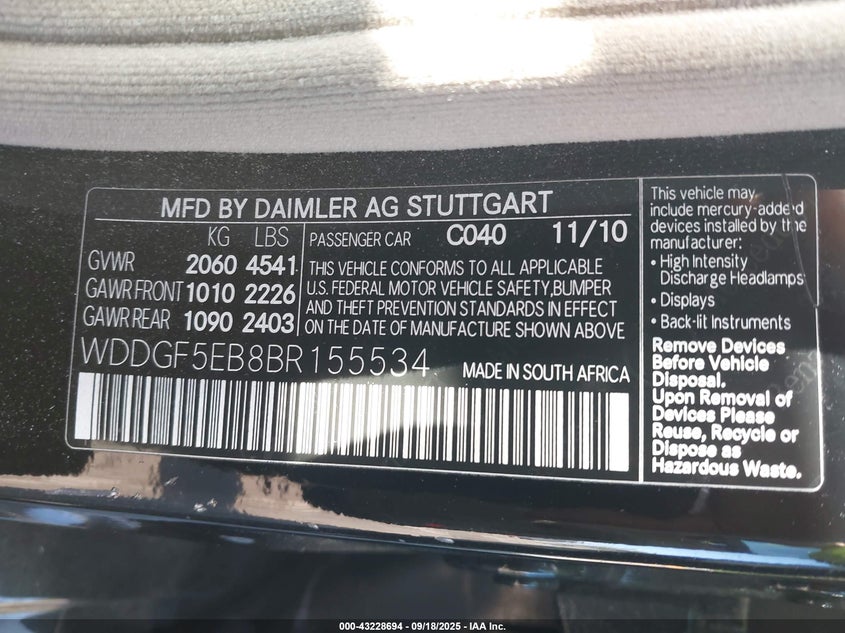 MFD BY DAIMLER AG STUTTGART
KG LBS
GVWR 2060 4541
GAWR FRONT 1010 2226
GAWR REAR 1090 2403
PASSENGER CAR C040 11/10
THIS VEHICLE CONFORMS TO ALL APPLICABLE
U.S. FEDERAL MOTOR VEHICLE SAFETY,BUMPER
AND THEFT PREVENTION STANDARDS IN EFFECT
ON THE DATE OF MANUFACTURE SHOWN ABOVE
WDDGF5EB8BR155534 MADE IN SOUTH AFRICA
This vehicle may
include mercury-added
devices installed by the
manufacturer:
• High Intensity
Discharge Headlamps
• Displays
• Back-lit Instruments
Remove Devices
Before Vehicle
Disposal.
Upon Removal of
Devices Please
Reuse, Recycle or
Dispose as
Hazardous Waste.
000-43228694 - 09/18/2025 - IAA Inc.